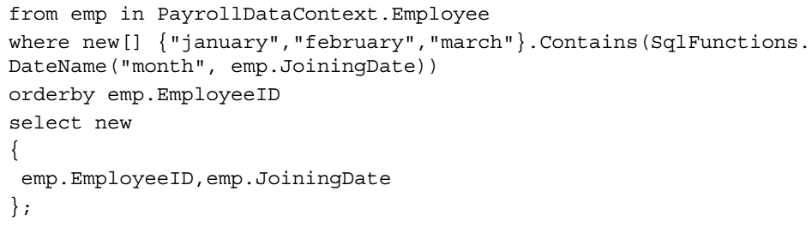 from emp in PayrollDataContext.Employee
where new[] {"january","february","march"}.Contains(SqlFunctions.
DateName("month", emp.JoiningDate))
orderby emp.EmployeeID
select new
{
emp.EmployeeID,emp.JoiningDate
};